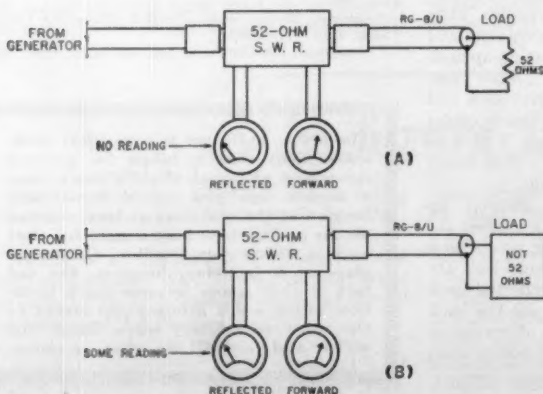 FROM
GENERATOR
52-OHM
S. W. R.
RG-8/U
LOAD
52
OHMS
NO READING
REFLECTED
FORWARD
(A)
FROM
GENERATOR
52-OHM
S. W. R.
RG-8/U
LOAD
NOT
52
OHMS
SOME READING
REFLECTED
FORWARD
(B)